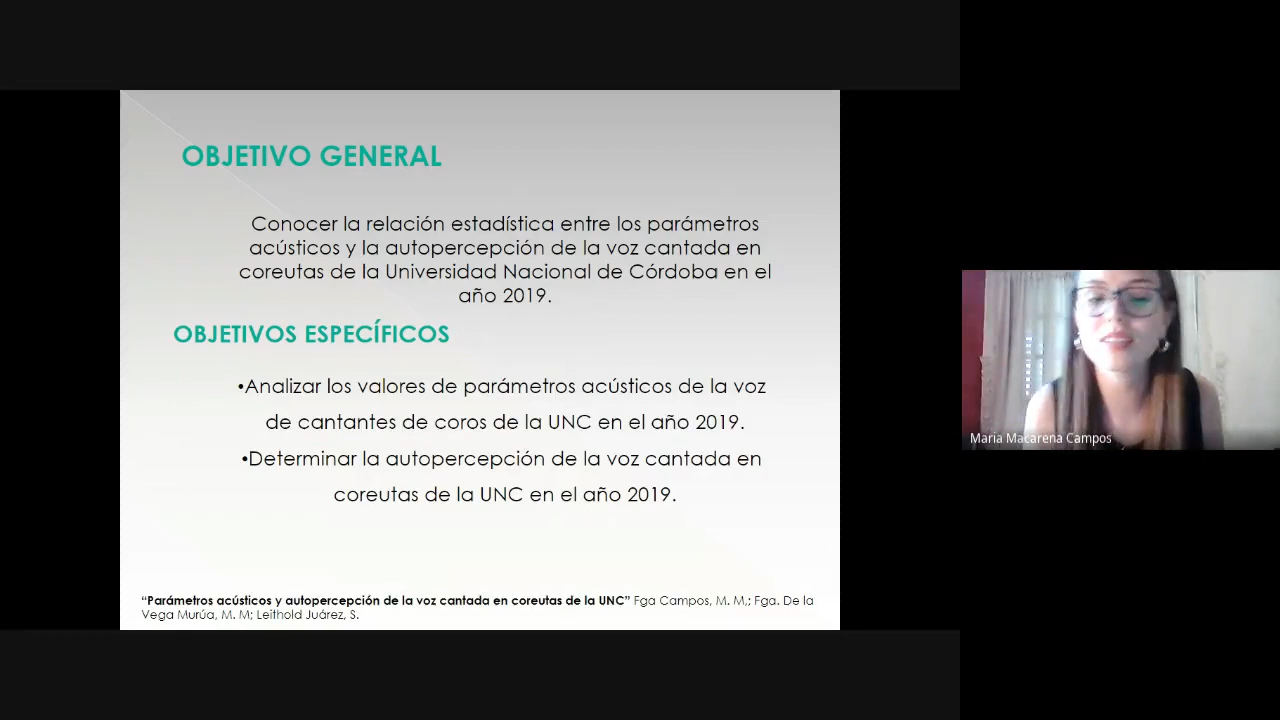 OBJETIVO GENERAL
Conocer la relación estadística entre los parámetros
acústicos y la autopercepción de la voz cantada en
coreutas de la Universidad Nacional de Córdoba en el
año 2019.
OBJETIVOS ESPECÍFICOS
•Analizar los valores de parámetros acústicos de la voz
de cantantes de coros de la UNC en el año 2019.
•Determinar la autopercepción de la voz cantada en
coreutas de la UNC en el año 2019.
“Parámetros acústicos y autopercepción de la voz cantada en coreutas de la UNC” Fga Campos, M. M,; Fga. De la
Vega Murúa, M. M; Leithold Juárez, S.
Maria Macarena Campos